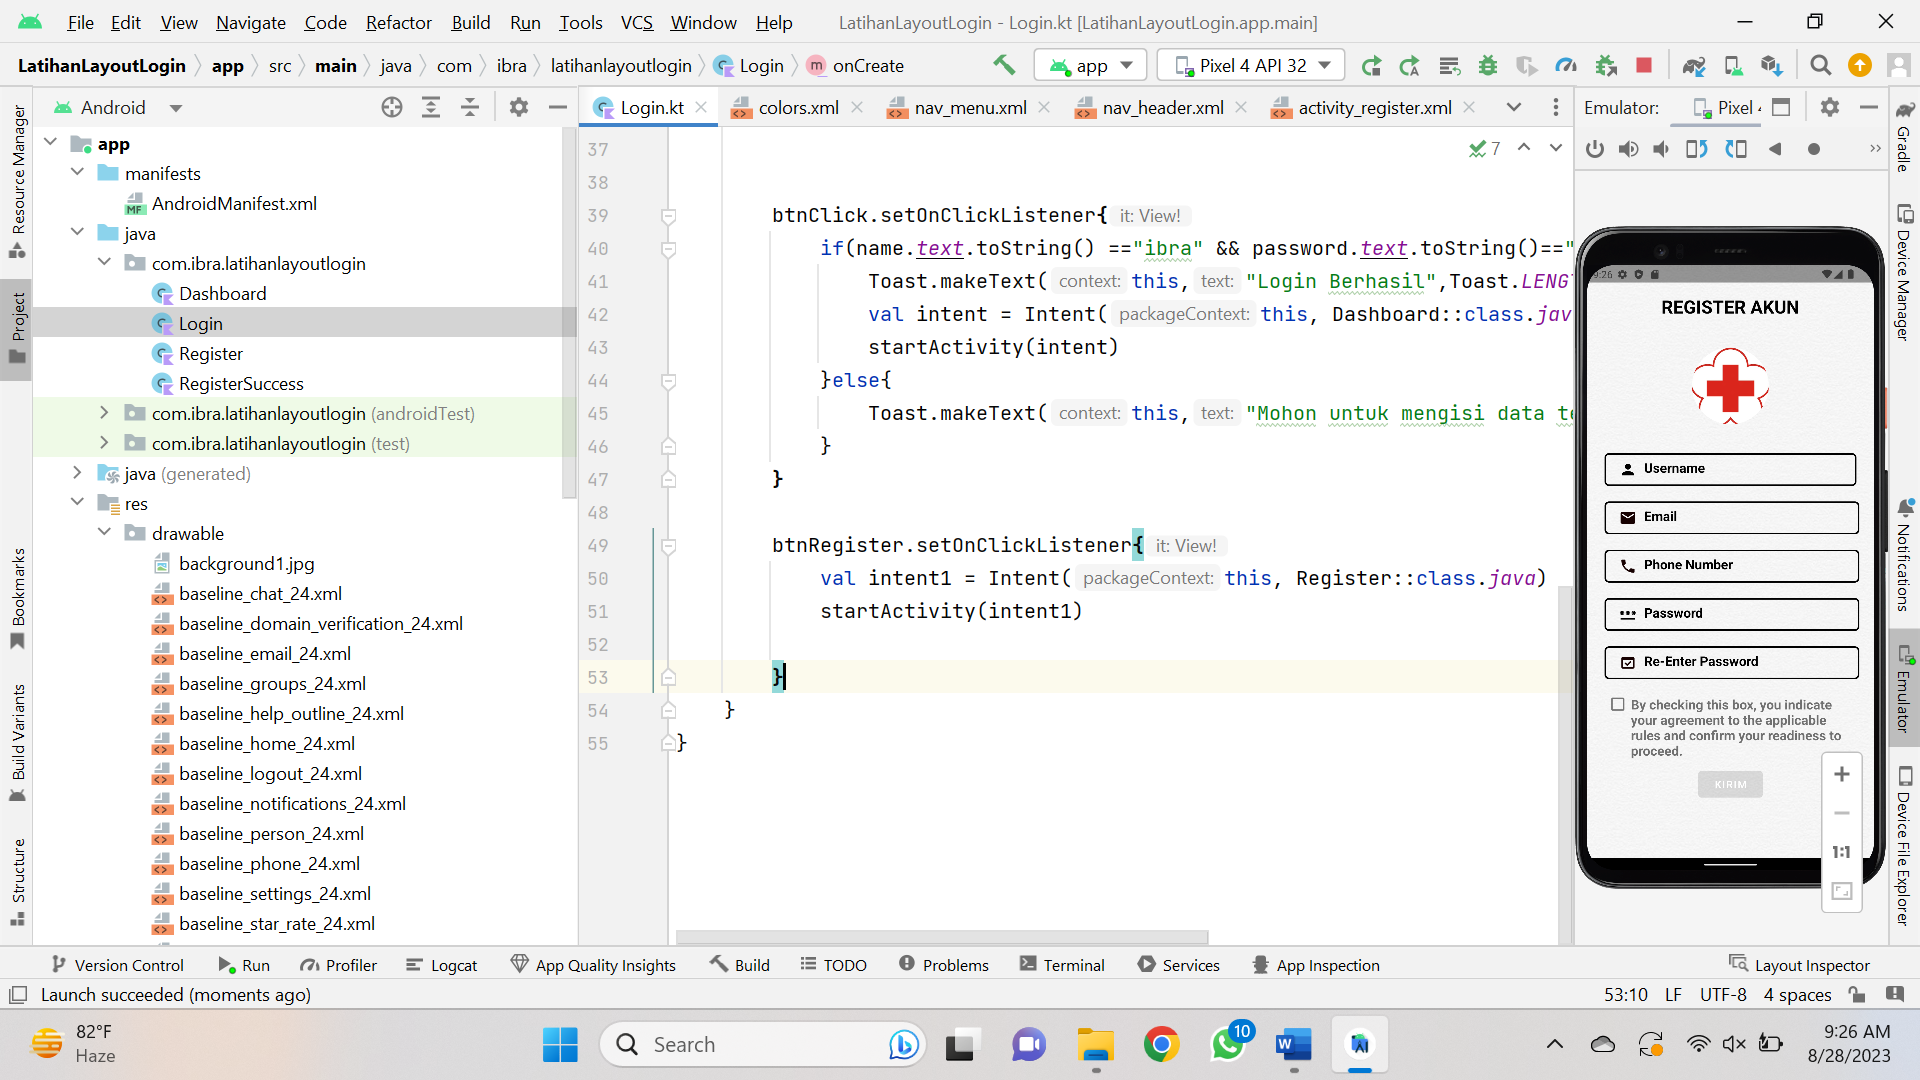 File Edit View Navigate Code Refactor Build Run Tools VCS Window Help LatihanLayoutLogin - Login.kt [LatihanLayoutLogin.app.main]
LatihanLayoutLogin app src main java com ibra latihanlayoutlogin Login m onCreate app Pixel 4 API 32
Android
Login.kt colors.xml nav_menu.xml nav_header.xml activity_register.xml
Emulator: Pixel
Resource Manager
Project
Bookmarks
Build Variants
Structure
app
manifests
MF AndroidManifest.xml
java
com.ibra.latihanlayoutlogin
Dashboard
Login
Register
RegisterSuccess
com.ibra.latihanlayoutlogin (androidTest)
com.ibra.latihanlayoutlogin (test)
java (generated)
res
drawable
background1.jpg
baseline_chat_24.xml
baseline_domain_verification_24.xml
baseline_email_24.xml
baseline_groups_24.xml
baseline_help_outline_24.xml
baseline_home_24.xml
baseline_logout_24.xml
baseline_notifications_24.xml
baseline_person_24.xml
baseline_phone_24.xml
baseline_settings_24.xml
baseline_star_rate_24.xml
7
37
38
39 btnClick.setOnClickListener{ it: View!
40 if(name.text.toString() =="ibra" && password.text.toString()=="
41 Toast.makeText( context: this, text: "Login Berhasil",Toast.LENG
42 val intent = Intent( packageContext: this, Dashboard::class.jav
43 startActivity(intent)
44 }else{
45 Toast.makeText( context: this, text: "Mohon untuk mengisi data te
46 }
47 }
48
49 btnRegister.setOnClickListener{ it: View!
50 val intent1 = Intent( packageContext: this, Register::class.java)
51 startActivity(intent1)
52
53 }
54 }
55 }
9:26
REGISTER AKUN
Username
Email
Phone Number
Password
Re-Enter Password
By checking this box, you indicate
your agreement to the applicable
rules and confirm your readiness to
proceed.
KIRIM
1:1
Gradle
Device Manager
Notifications
Emulator
Device File Explorer
Version Control Run Profiler Logcat App Quality Insights Build TODO Problems Terminal Services App Inspection Layout Inspector
Launch succeeded (moments ago) 53:10 LF UTF-8 4 spaces
82°F
Haze
Search
10
9:26 AM
8/28/2023